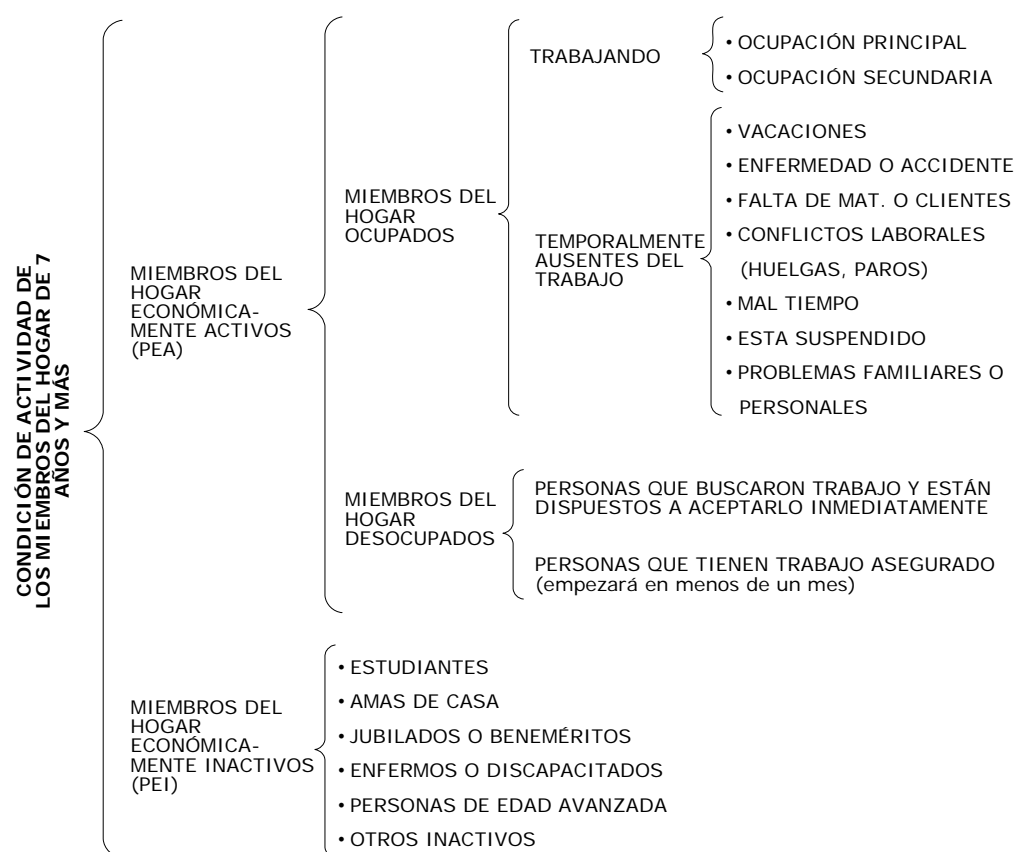 CONDICIÓN DE ACTIVIDAD DE
LOS MIEMBROS DEL HOGAR DE 7
AÑOS Y MÁS
MIEMBROS DEL
HOGAR
ECONÓMICA-
MENTE ACTIVOS
(PEA)
MIEMBROS DEL
HOGAR
OCUPADOS
TRABAJANDO
• OCUPACIÓN PRINCIPAL
• OCUPACIÓN SECUNDARIA
TEMPORALMENTE
AUSENTES DEL
TRABAJO
• VACACIONES
• ENFERMEDAD O ACCIDENTE
• FALTA DE MAT. O CLIENTES
• CONFLICTOS LABORALES
(HUELGAS, PAROS)
• MAL TIEMPO
• ESTA SUSPENDIDO
• PROBLEMAS FAMILIARES O
PERSONALES
MIEMBROS DEL
HOGAR
DESOCUPADOS
PERSONAS QUE BUSCARON TRABAJO Y ESTÁN
DISPUESTOS A ACEPTARLO INMEDIATAMENTE
PERSONAS QUE TIENEN TRABAJO ASEGURADO
(empezará en menos de un mes)
MIEMBROS DEL
HOGAR
ECONÓMICA-
MENTE INACTIVOS
(PEI)
• ESTUDIANTES
• AMAS DE CASA
• JUBILADOS O BENEMÉRITOS
• ENFERMOS O DISCAPACITADOS
• PERSONAS DE EDAD AVANZADA
• OTROS INACTIVOS